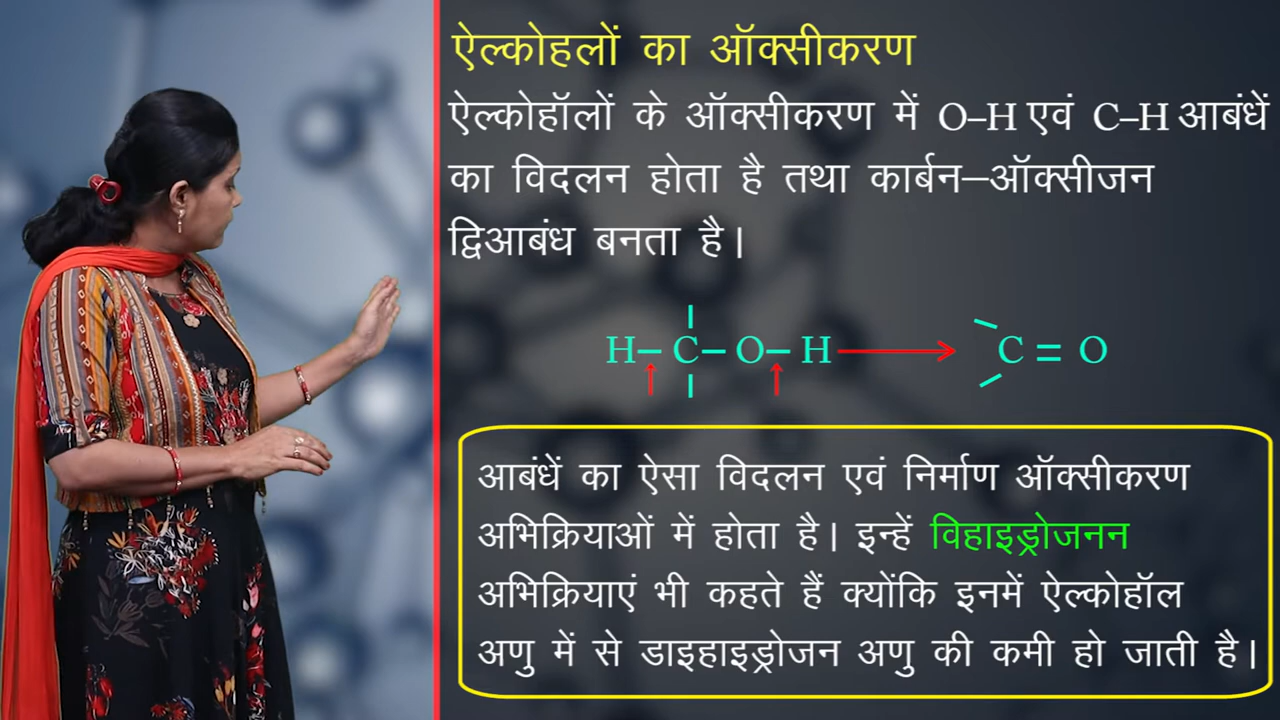 ऐल्कोहलों का ऑक्सीकरण
ऐल्कोहॉलों के ऑक्सीकरण में O–H एवं C–H आबंधें
का विदलन होता है तथा कार्बन–ऑक्सीजन
द्विआबंध बनता है।
H–C–O–H → C = O
आबंधें का ऐसा विदलन एवं निर्माण ऑक्सीकरण
अभिक्रियाओं में होता है। इन्हें विहाइड्रोजनन
अभिक्रियाएं भी कहते हैं क्योंकि इनमें ऐल्कोहॉल
अणु में से डाइहाइड्रोजन अणु की कमी हो जाती है।